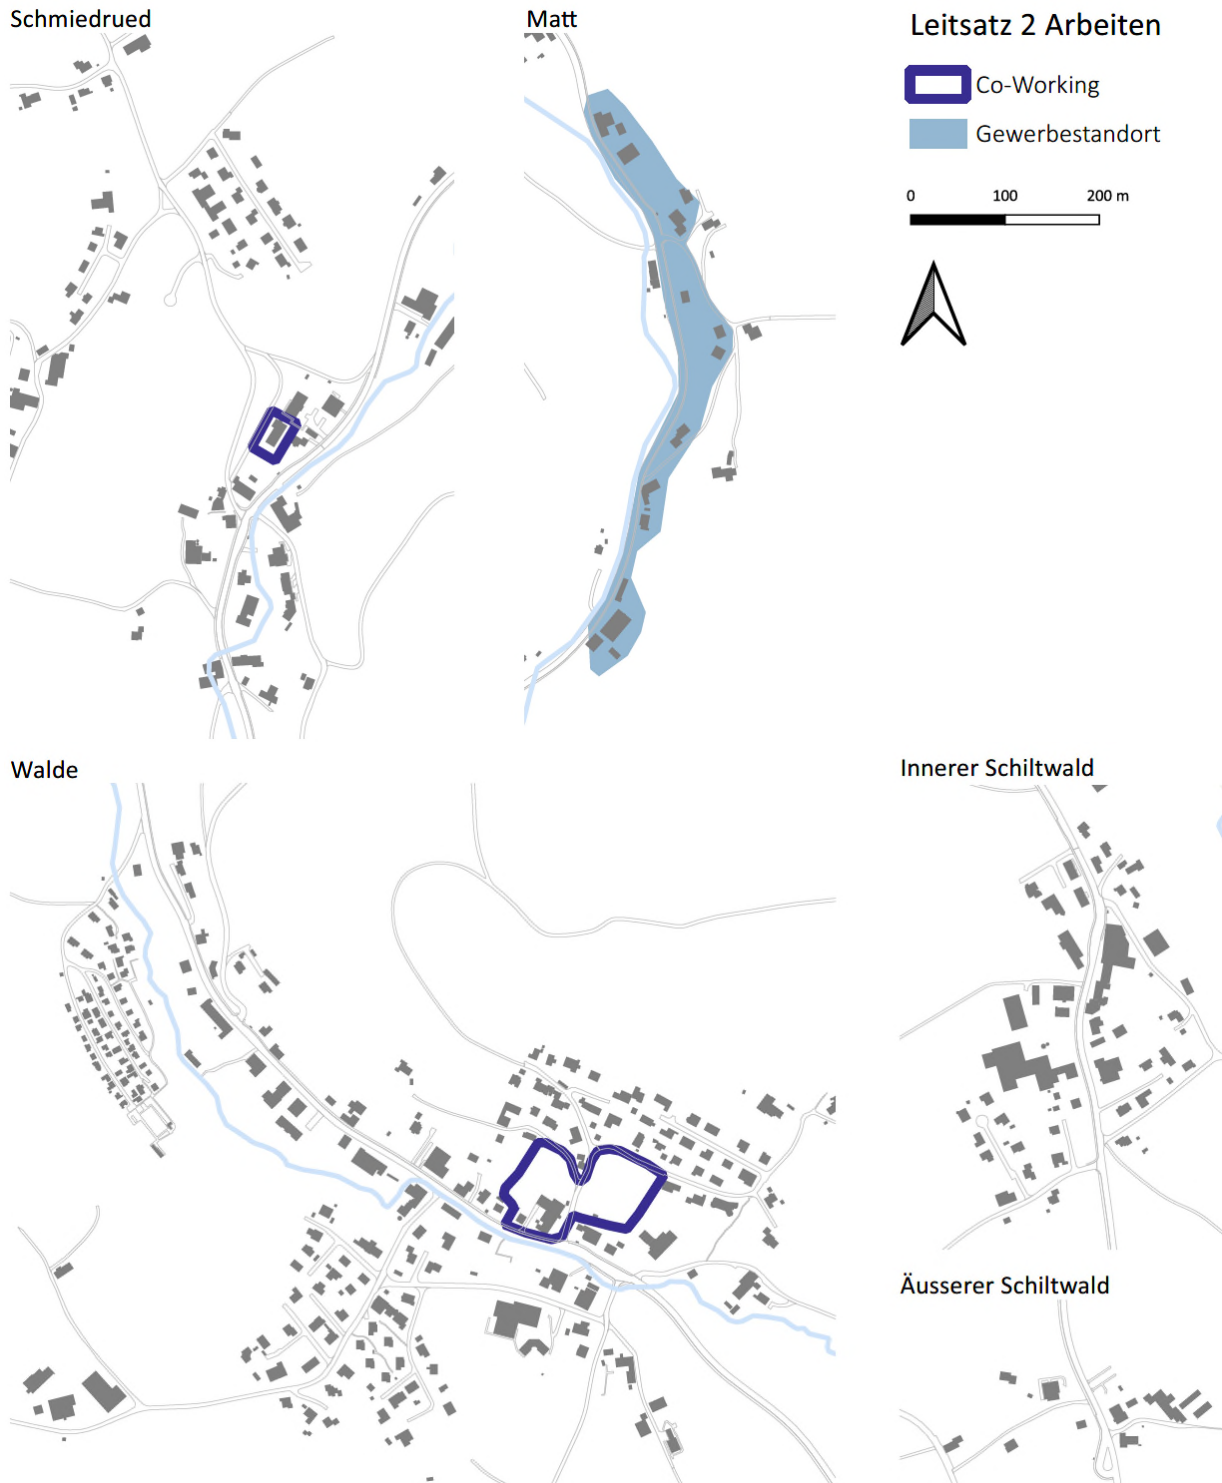 Schmiedrued
Matt
Leitsatz 2 Arbeiten
Co-Working
Gewerbestandort
0 100 200 m
Walde
Innerer Schiltwald
Äusserer Schiltwald